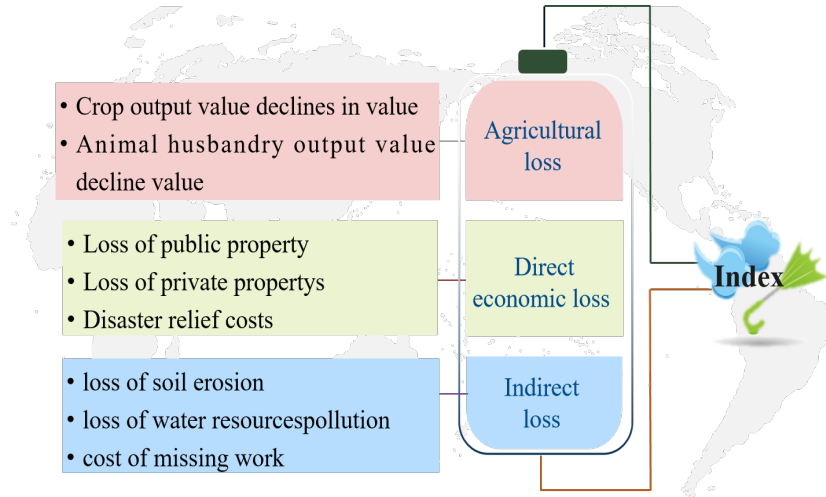 • Crop output value declines in value
• Animal husbandry output value
decline value
Agricultural
loss
• Loss of public property
• Loss of private propertys
• Disaster relief costs
Direct
economic loss
• loss of soil erosion
• loss of water resourcespollution
• cost of missing work
Indirect
loss
Index